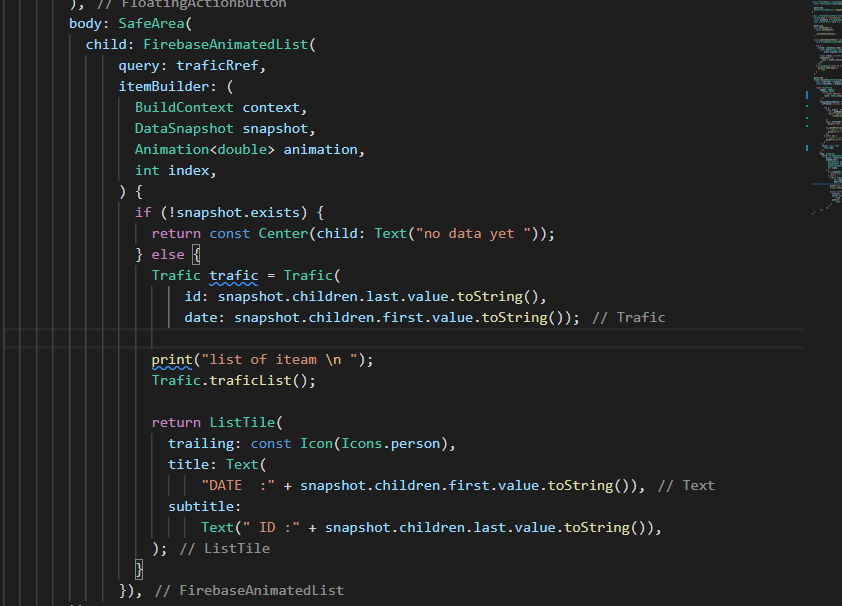 ), // FloatingActionButton
body: SafeArea(
child: FirebaseAnimatedList(
query: traficRref,
itemBuilder: (
BuildContext context,
DataSnapshot snapshot,
Animation<double> animation,
int index,
) {
if (!snapshot.exists) {
return const Center(child: Text("no data yet "));
} else {
Trafic trafic = Trafic(
id: snapshot.children.last.value.toString(),
date: snapshot.children.first.value.toString()); // Trafic
print("list of iteam \n ");
Trafic.traficList();
return ListTile(
trailing: const Icon(Icons.person),
title: Text(
"DATE  :" + snapshot.children.first.value.toString()), // Text
subtitle:
Text(" ID :" + snapshot.children.last.value.toString()),
); // ListTile
}
}), // FirebaseAnimatedList